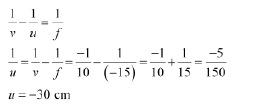 1/v − 1/u = 1/f
1/u = 1/v − 1/f = −1/10 − 1/(−15) = −1/10 + 1/15 = −5/150
u = −30 cm